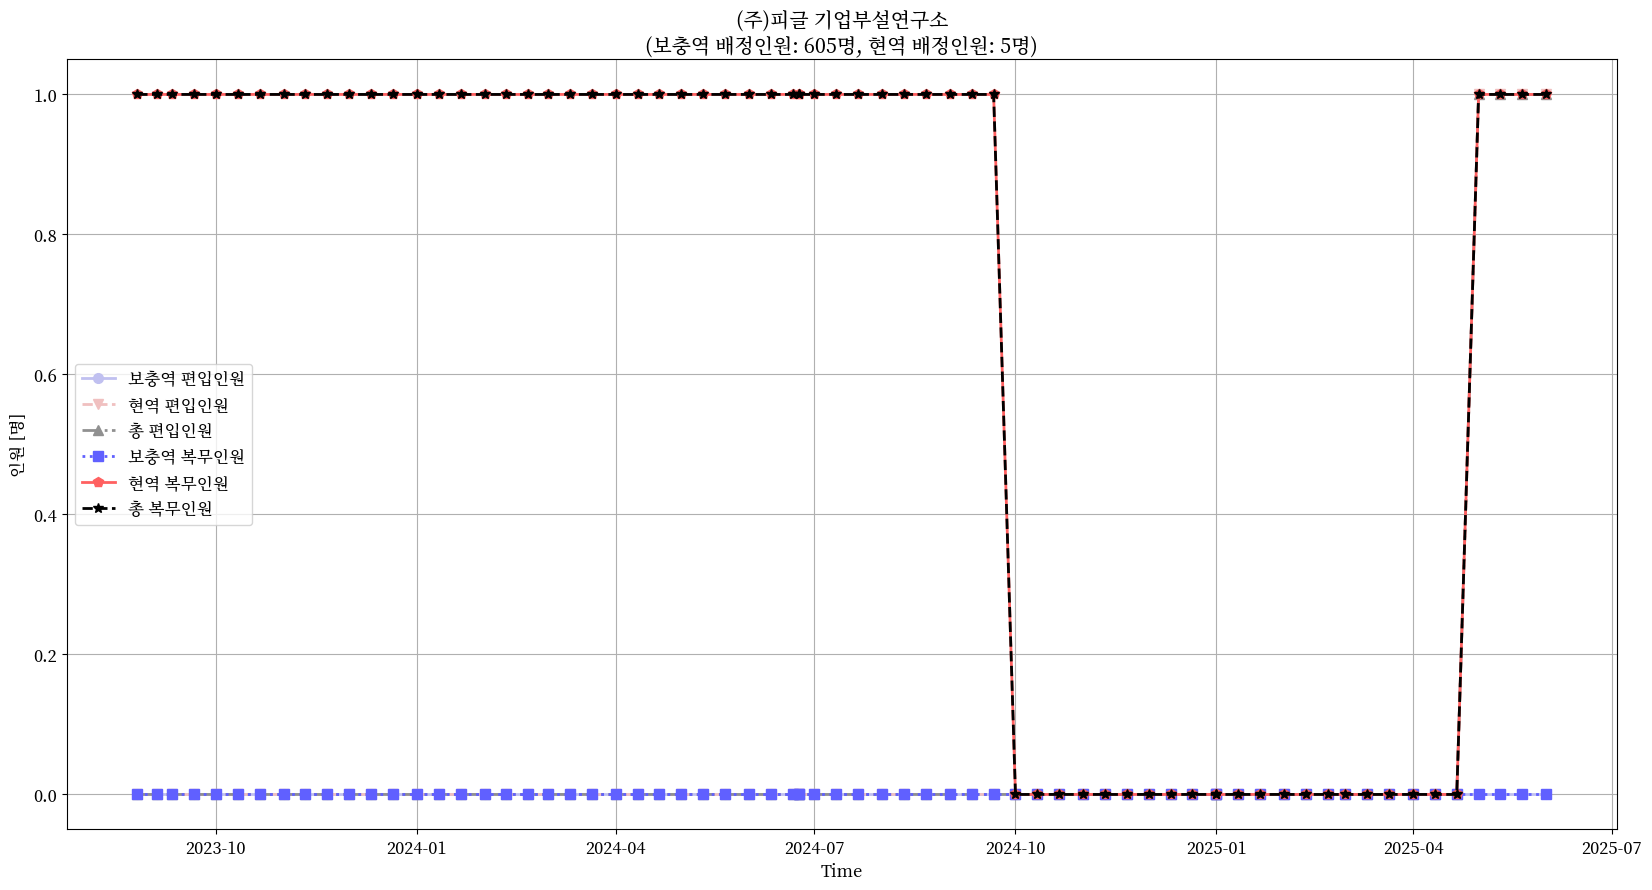 (주)피글 기업부설연구소
(보충역 배정인원: 605명, 현역 배정인원: 5명)
1.0
0.8
0.6
0.4
0.2
0.0
인원 [명]
보충역 편입인원
현역 편입인원
총 편입인원
보충역 복무인원
현역 복무인원
총 복무인원
2023-10
2024-01
2024-04
2024-07
2024-10
2025-01
2025-04
2025-07
Time